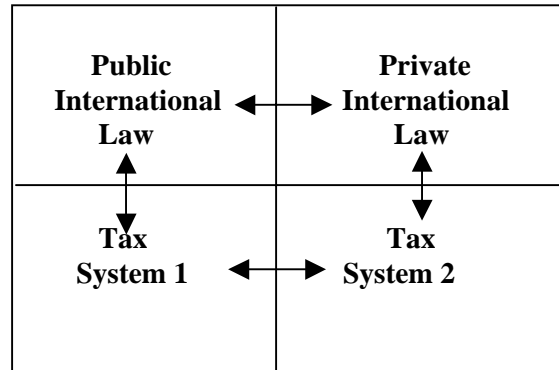 Public
International
Law
Private
International
Law
Tax
System 1
Tax
System 2